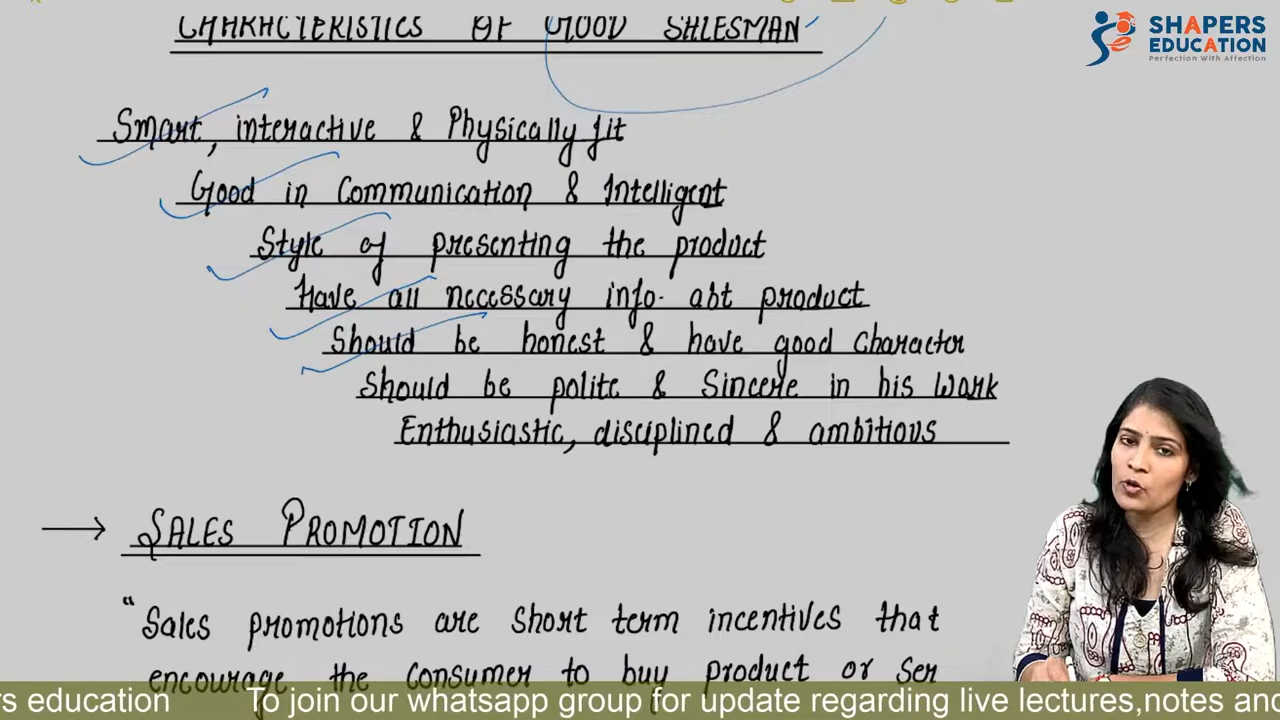 CHARACTERISTICS OF GOOD SALESMAN
SHAPERS
EDUCATION
Perfection With Affection
Smart, interactive & Physically fit
Good in Communication & Intelligent
Style of presenting the product
Have all necessary info. abt product
Should be honest & have good character
Should be polite & Sincere in his work
Enthusiastic, disciplined & ambitious
→ SALES PROMOTION
"Sales promotions are short term incentives that
encourage the consumer to buy product or ser
rs education To join our whatsapp group for update regarding live lectures,notes and